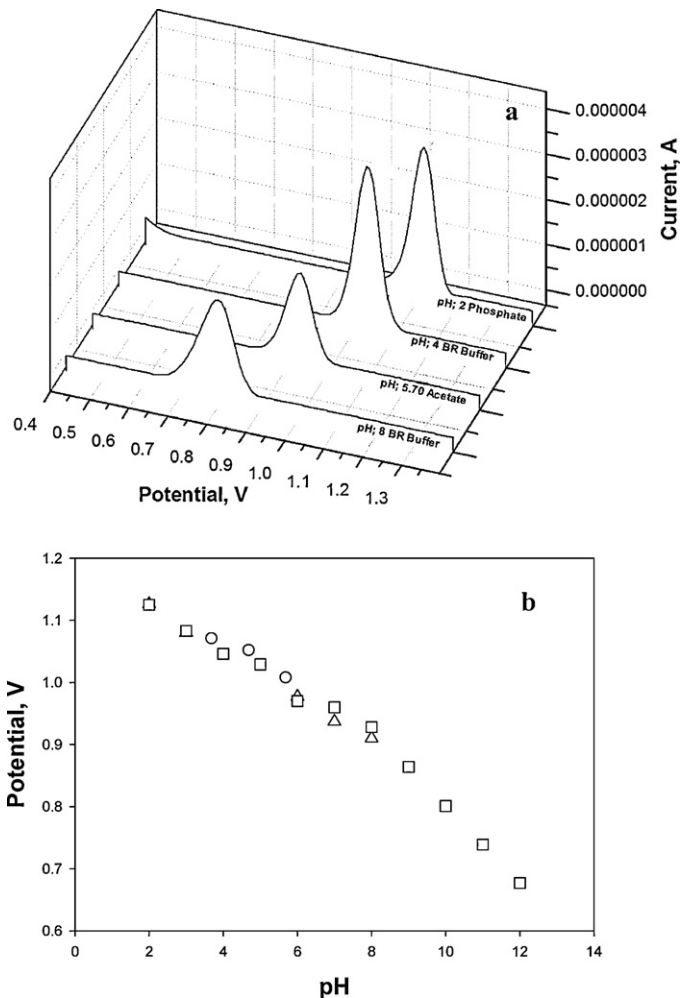 a
0.000004
0.000003
0.000002
0.000001
0.000000
Current, A
pH; 2 Phosphate
pH; 4 BR Buffer
pH; 5.70 Acetate
pH; 8 BR Buffer
0.4
0.5
0.6
0.7
0.8
0.9
1.0
1.1
1.2
1.3
Potential, V
b
1.2
1.1
1.0
0.9
0.8
0.7
0.6
Potential, V
0 2 4 6 8 10 12 14
pH